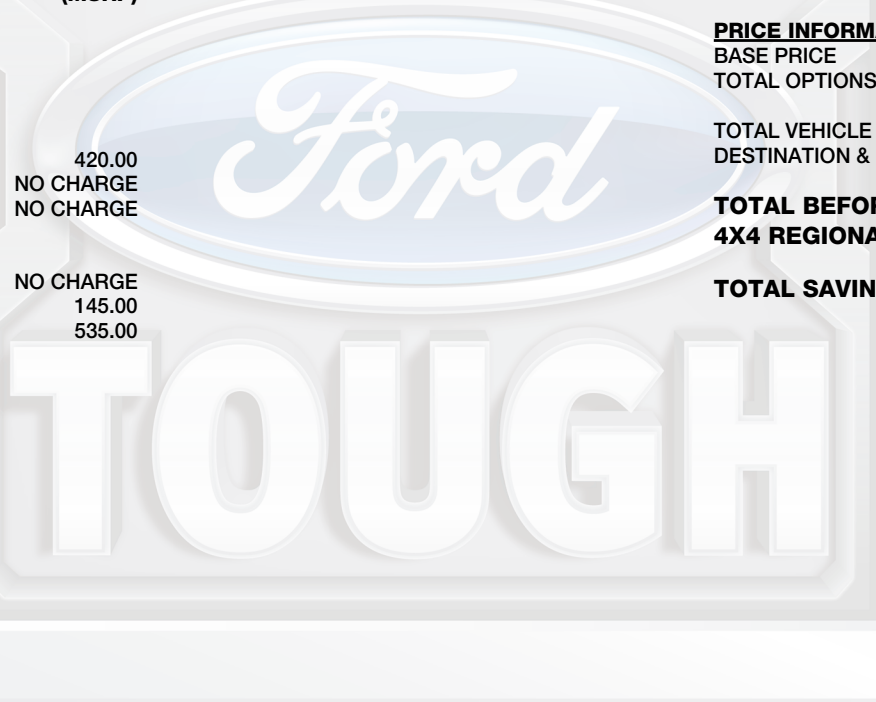 420.00
NO CHARGE
NO CHARGE
NO CHARGE
145.00
535.00
PRICE INFORM
BASE PRICE
TOTAL OPTIONS
TOTAL VEHICLE
DESTINATION &
TOTAL BEFOR
4X4 REGIONA
TOTAL SAVIN
Ford
TOUGH